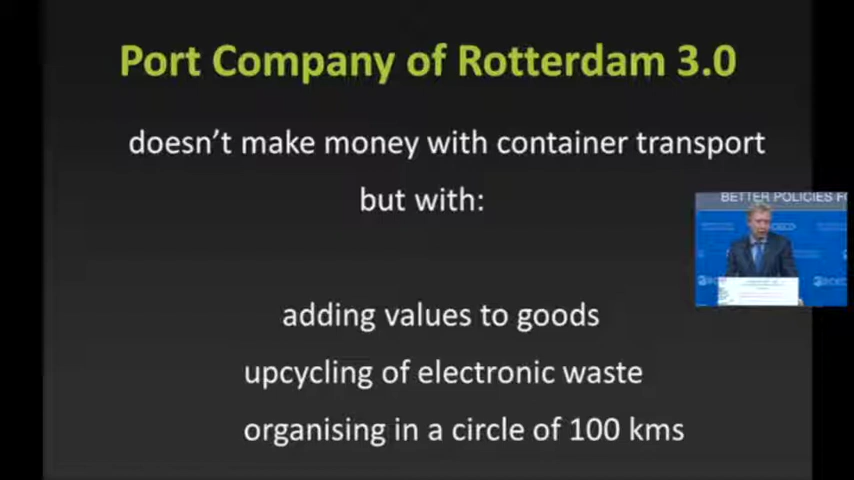 Port Company of Rotterdam 3.0
doesn't make money with container transport
but with:
BETTER POLICIES FO
adding values to goods
upcycling of electronic waste
organising in a circle of 100 kms